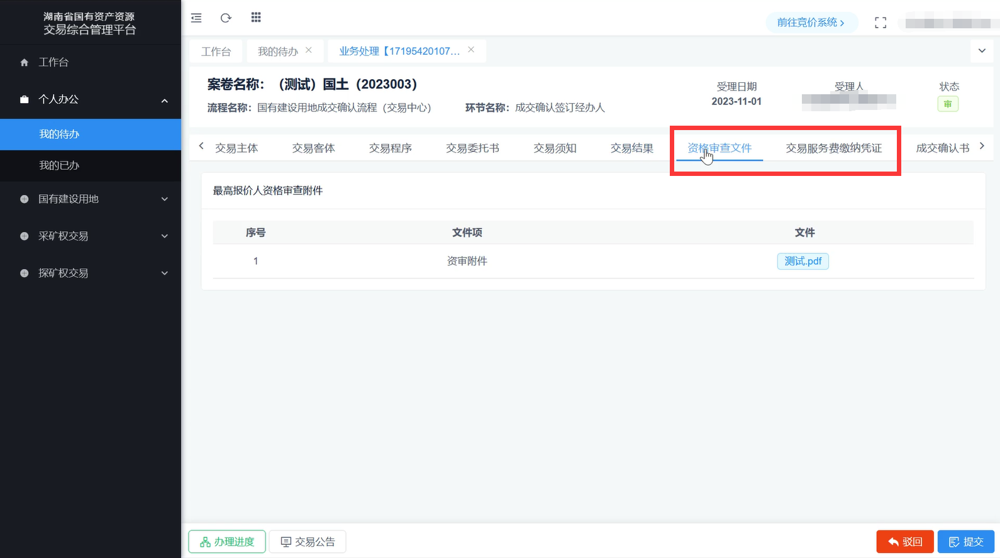 湖南省国有资产资源
交易综合管理平台
工作台
个人办公
我的待办
我的已办
国有建设用地
采矿权交易
探矿权交易
前往竞价系统
工作台
我的待办
业务处理【17195420107...
案卷名称：（测试）国土（2023003）
流程名称：国有建设用地成交确认流程（交易中心）
环节名称：成交确认签订经办人
受理日期
2023-11-01
受理人
状态
审
交易主体
交易客体
交易程序
交易委托书
交易须知
交易结果
资格审查文件
交易服务费缴纳凭证
成交确认书
最高报价人资格审查附件
序号 文件项 文件
1 资审附件 测试.pdf
办理进度
交易公告
驳回
提交